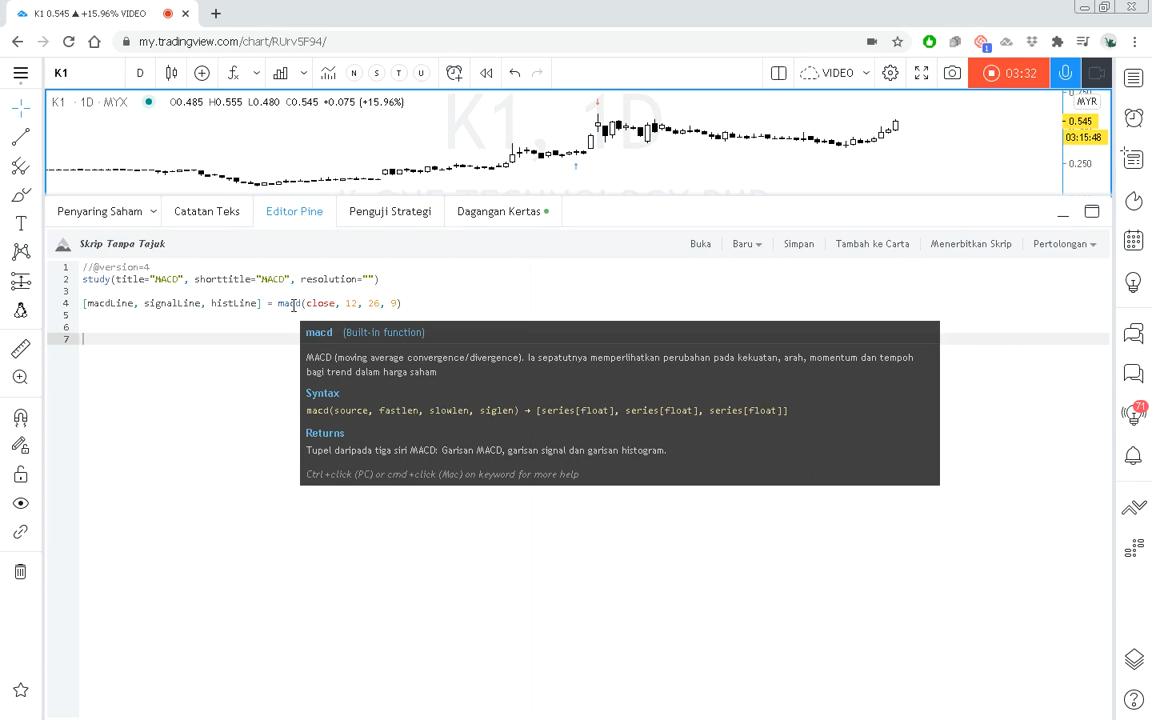 K1 0.545 ▲ +15.96% VIDEO
my.tradingview.com/chart/RUrv5F94/
1
K1
D
N
S
T
U
VIDEO
03:32
K1 · 1D · MYX
O0.485 H0.555 L0.480 C0.545 +0.075 (+15.96%)
K1, 1D
MYR
0.545
03:15:48
0.250
Penyaring Saham
Catatan Teks
Editor Pine
Penguji Strategi
Dagangan Kertas
Skrip Tanpa Tajuk
Buka
Baru
Simpan
Tambah ke Carta
Menerbitkan Skrip
Pertolongan
1 //@version=4
2 study(title="MACD", shorttitle="MACD", resolution="")
3
4 [macdLine, signalLine, histLine] = macd(close, 12, 26, 9)
5
6
7
macd (Built-in function)
MACD (moving average convergence/divergence). Ia sepatutnya memperlihatkan perubahan pada kekuatan, arah, momentum dan tempoh
bagi trend dalam harga saham
Syntax
macd(source, fastlen, slowlen, siglen) → [series[float], series[float], series[float]]
Returns
Tupel daripada tiga siri MACD: Garisan MACD, garisan signal dan garisan histogram.
Ctrl+click (PC) or cmd+click (Mac) on keyword for more help
71